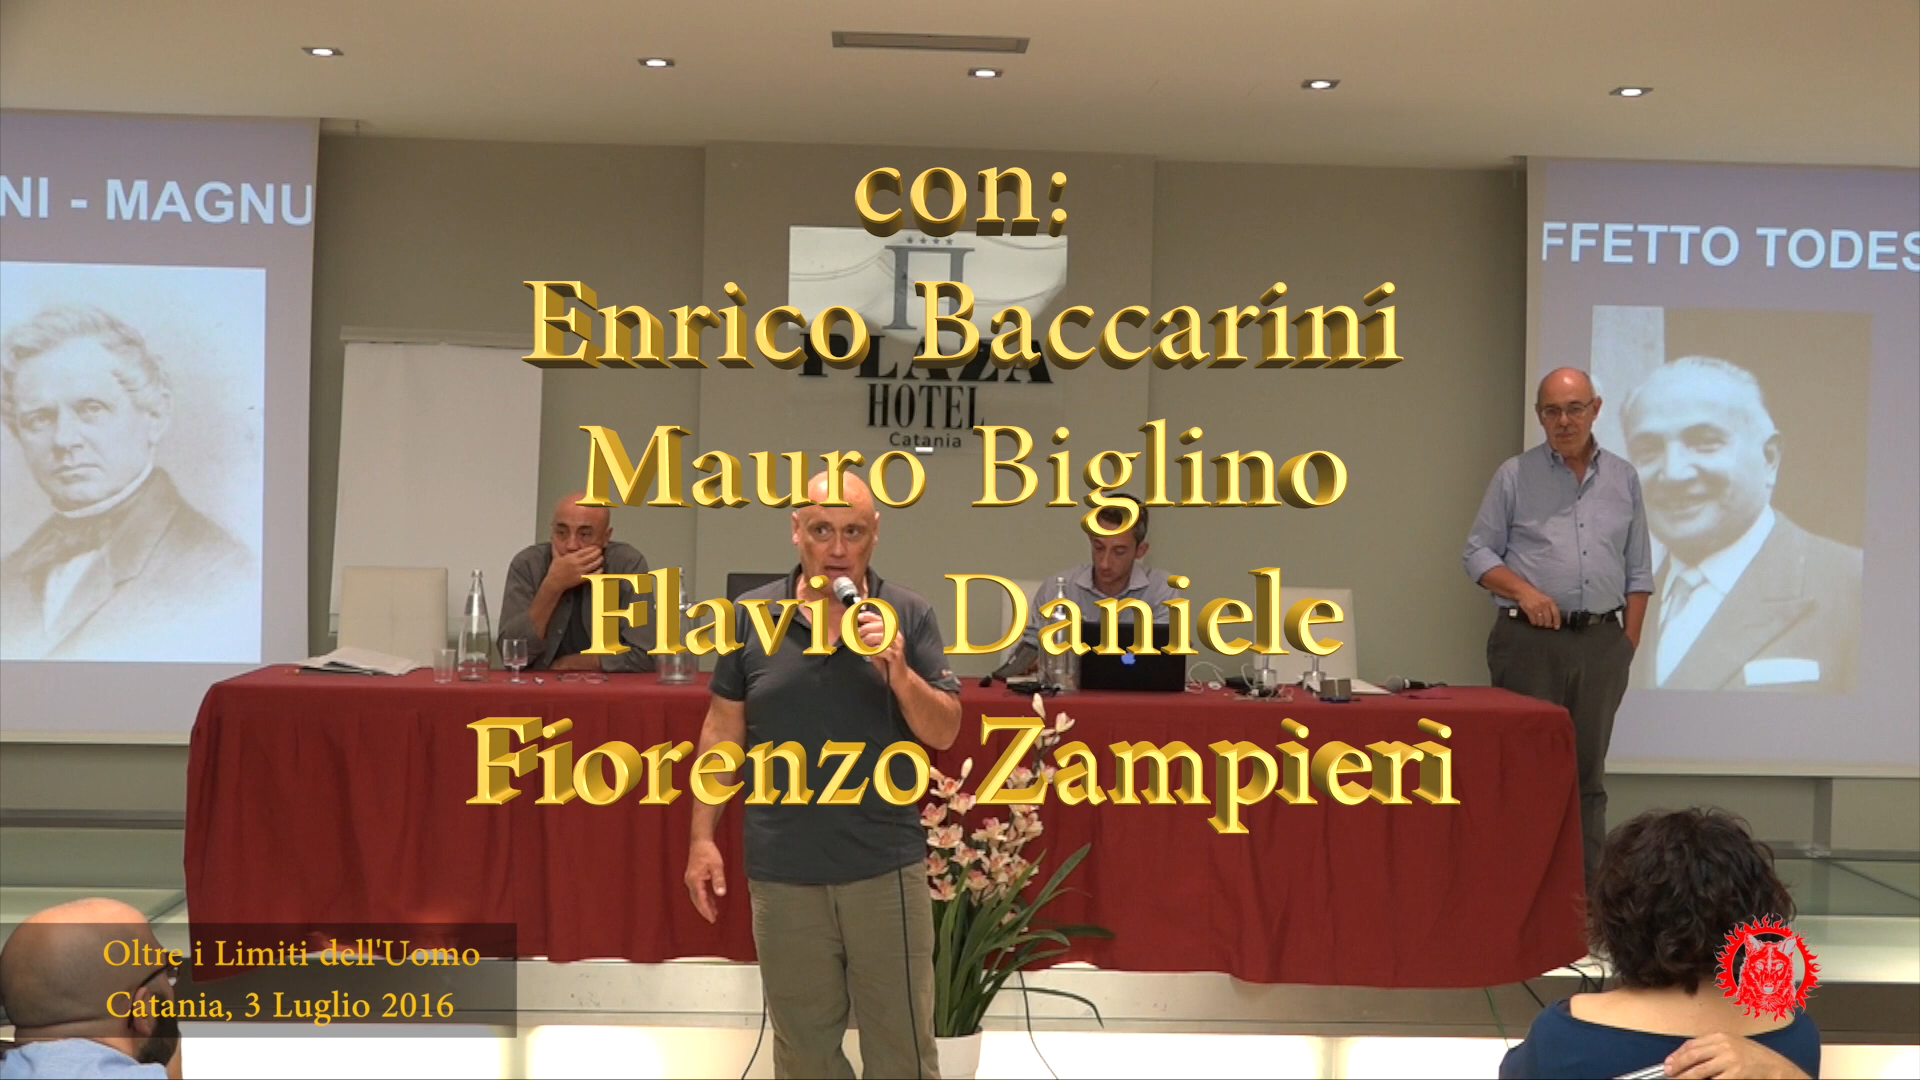 con:
NI - MAGNU
FFETTO TODES
Enrico Baccarini
PLAZA
HOTEL
Catania
Mauro Biglino
Flavio Daniele
Fiorenzo Zampieri
Oltre i Limiti dell'Uomo
Catania, 3 Luglio 2016